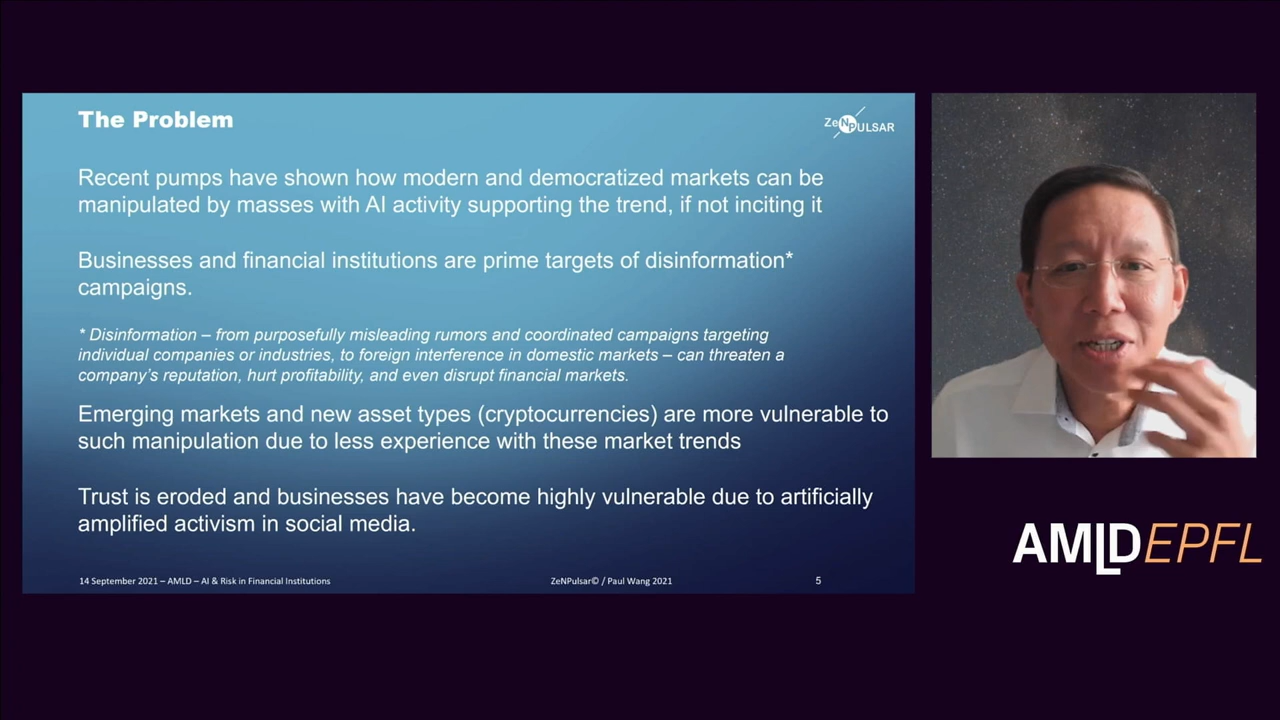 The Problem
ZeNPULSAR
Recent pumps have shown how modern and democratized markets can be
manipulated by masses with AI activity supporting the trend, if not inciting it
Businesses and financial institutions are prime targets of disinformation*
campaigns.
* Disinformation – from purposefully misleading rumors and coordinated campaigns targeting
individual companies or industries, to foreign interference in domestic markets – can threaten a
company's reputation, hurt profitability, and even disrupt financial markets.
Emerging markets and new asset types (cryptocurrencies) are more vulnerable to
such manipulation due to less experience with these market trends
Trust is eroded and businesses have become highly vulnerable due to artificially
amplified activism in social media.
14 September 2021 – AMLD – AI & Risk in Financial Institutions
ZeNPulsar© / Paul Wang 2021
5
AMLDEPFL